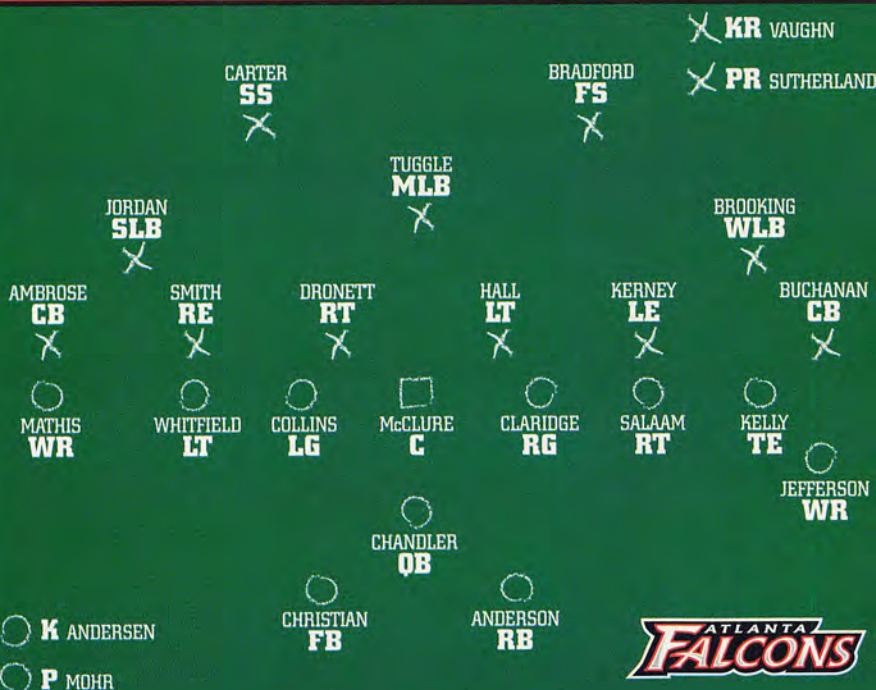 KR VAUGHN
PR SUTHERLAND
CARTER
SS
BRADFORD
FS
TUGGLE
MLB
JORDAN
SLB
BROOKING
WLB
AMBROSE
CB
SMITH
RE
DRONETT
RT
HALL
LT
KERNEY
LE
BUCHANAN
CB
MATHIS
WR
WHITFIELD
LT
COLLINS
LG
McCLURE
C
CLARIDGE
RG
SALAAM
RT
KELLY
TE
JEFFERSON
WR
CHANDLER
QB
CHRISTIAN
FB
ANDERSON
RB
K ANDERSEN
P MOHR
ATLANTA
FALCONS